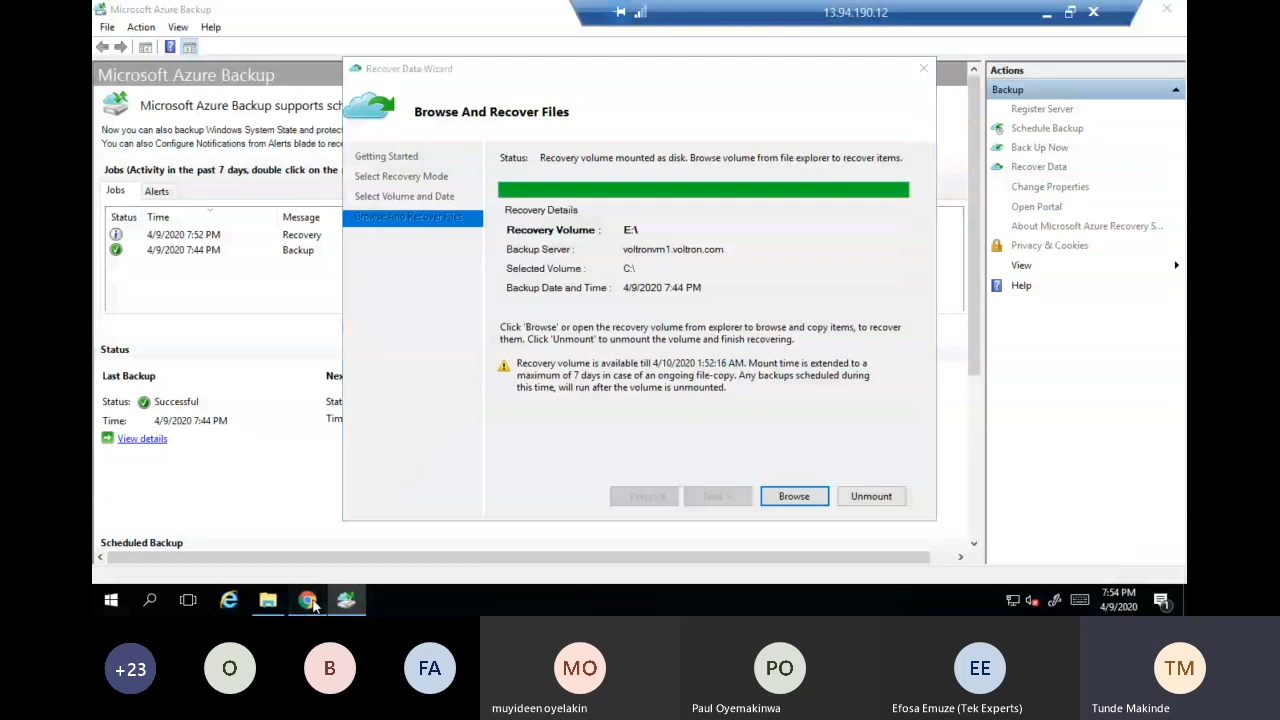 Microsoft Azure Backup
13.94.190.12
File Action View Help
Microsoft Azure Backup
Microsoft Azure Backup supports sch
Now you can also backup Windows System State and protec
You can also Configure Notifications from Alerts blade to rece
Jobs (Activity in the past 7 days, double click on the
Jobs Alerts
Status Time Message
4/9/2020 7:52 PM Recovery
4/9/2020 7:44 PM Backup
Status
Last Backup Nex
Status: Successful Stat
Time: 4/9/2020 7:44 PM Tim
View details
Scheduled Backup
Recover Data Wizard
Browse And Recover Files
Getting Started
Select Recovery Mode
Select Volume and Date
Browse And Recover Files
Status: Recovery volume mounted as disk. Browse volume from file explorer to recover items.
Recovery Details
Recovery Volume : E:\
Backup Server : voltronvm1.voltron.com
Selected Volume : C:\
Backup Date and Time : 4/9/2020 7:44 PM
Click 'Browse' or open the recovery volume from explorer to browse and copy items, to recover
them. Click 'Unmount' to unmount the volume and finish recovering.
Recovery volume is available till 4/10/2020 1:52:16 AM. Mount time is extended to a
maximum of 7 days in case of an ongoing file-copy. Any backups scheduled during
this time, will run after the volume is unmounted.
Browse Unmount
Actions
Backup
Register Server
Schedule Backup
Back Up Now
Recover Data
Change Properties
Open Portal
About Microsoft Azure Recovery S...
Privacy & Cookies
View
Help
7:54 PM
4/9/2020
1
+23 O B FA MO PO EE TM
muyideen oyelakin Paul Oyemakinwa Efosa Emuze (Tek Experts) Tunde Makinde